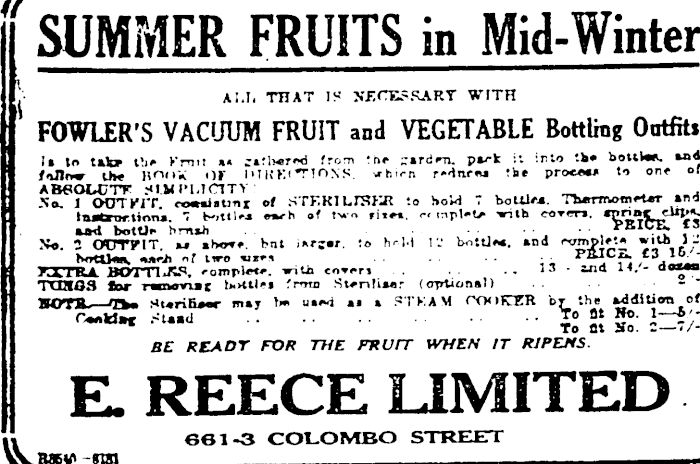 SUMMER FRUITS in Mid-Winter
ALL THAT IS NECESSARY WITH
FOWLER'S VACUUM FRUIT and VEGETABLE Bottling Outfits
Is to take the Fruit as gathered from the garden, pack it into the bottles, and
follow the BOOK OF DIRECTIONS, which reduces the process to one of
ABSOLUTE SIMPLICITY
No. 1 OUTFIT, consisting of STERILISER to hold 7 bottles, Thermometer and
Instructions, 7 bottles each of two sizes, complete with covers, spring clips
and bottle brush .. .. .. .. .. PRICE, £3
No. 2 OUTFIT, as above, but larger, to hold 12 bottles, and complete with 12
bottles, each of two sizes .. .. .. PRICE, £3 15/-
EXTRA BOTTLES, complete, with covers .. .. .. 13/- and 14/- dozen
TONGS for removing bottles from Steriliser (optional) .. .. .. 2/-
NOTE.—The Steriliser may be used as a STEAM COOKER by the addition of
Cooking Stand .. .. .. .. To fit No. 1—5/-
To fit No. 2—7/-
BE READY FOR THE FRUIT WHEN IT RIPENS.
E. REECE LIMITED
661-3 COLOMBO STREET